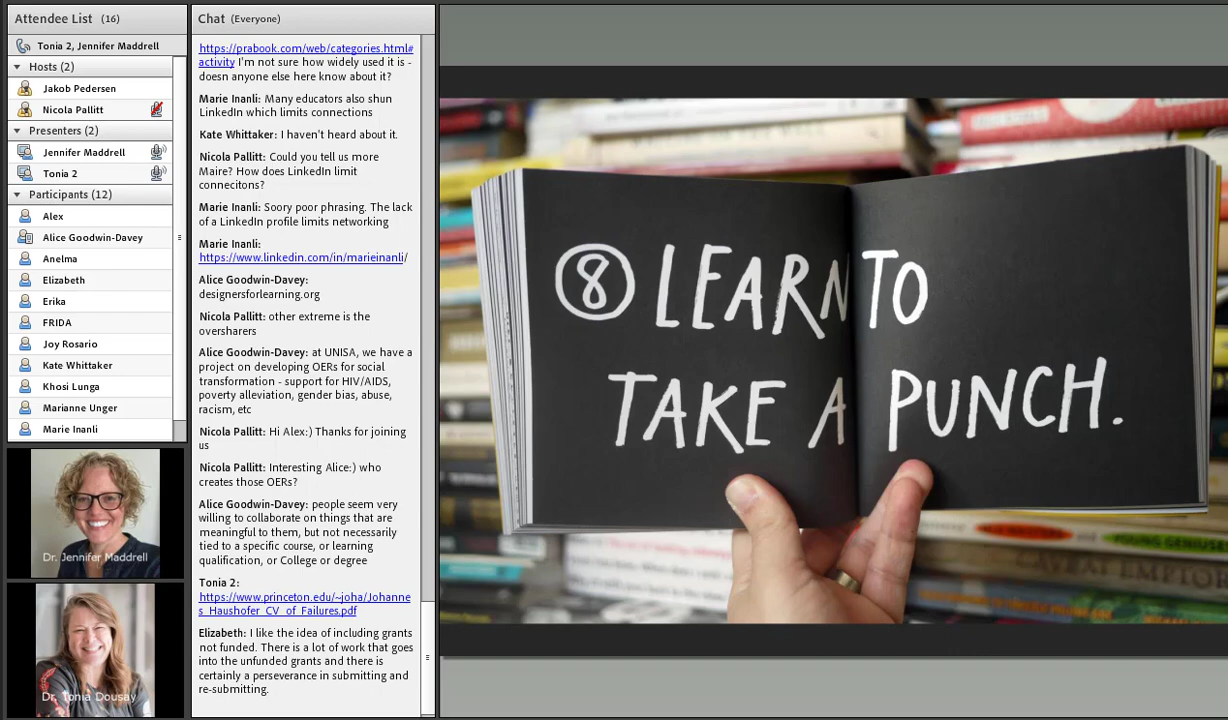 Attendee List (16)
Tonia 2, Jennifer Maddrell
Hosts (2)
Jakob Pedersen
Nicola Pallitt
Presenters (2)
Jennifer Maddrell
Tonia 2
Participants (12)
Alex
Alice Goodwin-Davey
Anelma
Elizabeth
Erika
FRIDA
Joy Rosario
Kate Whittaker
Khosi Lunga
Marianne Unger
Marie Inanli
Dr. Jennifer Maddrell
Dr. Tonia Dousay
Chat (Everyone)
https://prabook.com/web/categories.html#
activity I'm not sure how widely used it is -
doesn anyone else here know about it?
Marie Inanli: Many educators also shun
LinkedIn which limits connections
Kate Whittaker: I haven't heard about it.
Nicola Pallitt: Could you tell us more
Maire? How does LinkedIn limit
connecitons?
Marie Inanli: Soory poor phrasing. The lack
of a LinkedIn profile limits networking
Marie Inanli:
https://www.linkedin.com/in/marieinanli/
Alice Goodwin-Davey:
designersforlearning.org
Nicola Pallitt: other extreme is the
oversharers
Alice Goodwin-Davey: at UNISA, we have a
project on developing OERs for social
transformation - support for HIV/AIDS,
poverty alleviation, gender bias, abuse,
racism, etc
Nicola Pallitt: Hi Alex:) Thanks for joining
us
Nicola Pallitt: Interesting Alice:) who
creates those OERs?
Alice Goodwin-Davey: people seem very
willing to collaborate on things that are
meaningful to them, but not necessarily
tied to a specific course, or learning
qualification, or College or degree
Tonia 2:
https://www.princeton.edu/~joha/Johanne
s_Haushofer_CV_of_Failures.pdf
Elizabeth: I like the idea of including grants
not funded. There is a lot of work that goes
into the unfunded grants and there is
certainly a perseverance in submitting and
re-submitting.
8 LEARN TO
TAKE A PUNCH.
CAVEAT EMPTOR